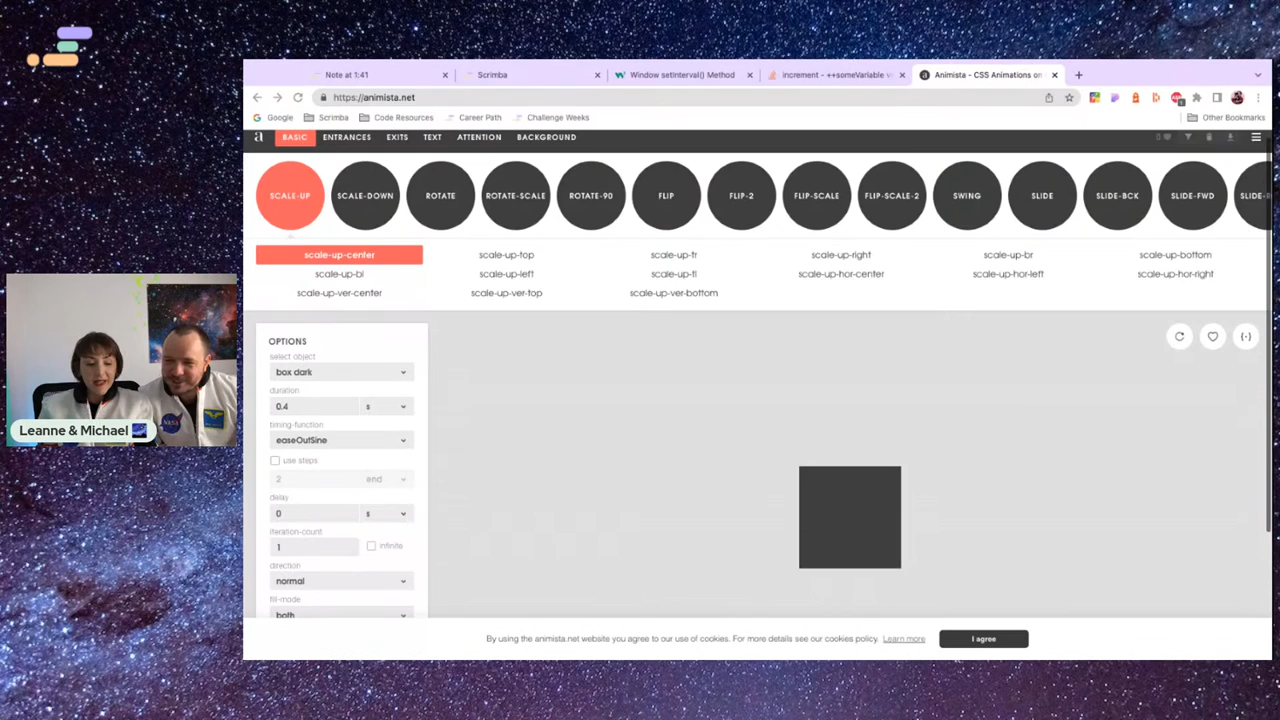 Note at 1:41
Scrimba
Window setInterval() Method
increment - ++someVariable v
Animista - CSS Animations on
https://animista.net
Google
Scrimba
Code Resources
Career Path
Challenge Weeks
Other Bookmarks
a BASIC ENTRANCES EXITS TEXT ATTENTION BACKGROUND
SCALE-UP SCALE-DOWN ROTATE ROTATE-SCALE ROTATE-90 FLIP FLIP-2 FLIP-SCALE FLIP-SCALE-2 SWING SLIDE SLIDE-BCK SLIDE-FWD
scale-up-center scale-up-top scale-up-tr scale-up-right scale-up-br scale-up-bottom
scale-up-bl scale-up-left scale-up-tl scale-up-hor-center scale-up-hor-left scale-up-hor-right
scale-up-ver-center scale-up-ver-top scale-up-ver-bottom
OPTIONS
select object
box dark
duration
0.4 s
timing-function
easeOutSine
use steps
2 end
delay
0 s
iteration-count
1 infinite
direction
normal
fill-mode
both
By using the animista.net website you agree to our use of cookies. For more details see our cookies policy. Learn more
I agree
Leanne & Michael